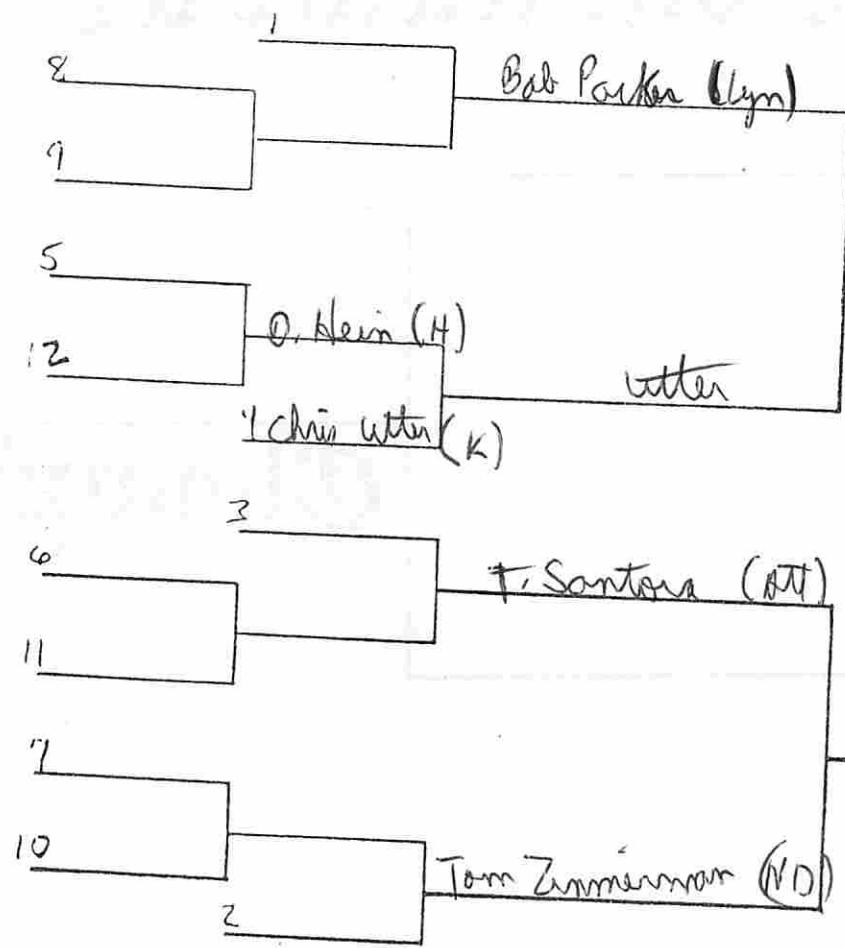 1
8
Bob Parker (Lyn)
9
5
O. Hein (H)
12
Utter
Chris Utter (K)
3
6
T. Santora (Att)
11
7
10
Tom Zimmerman (ND)
2